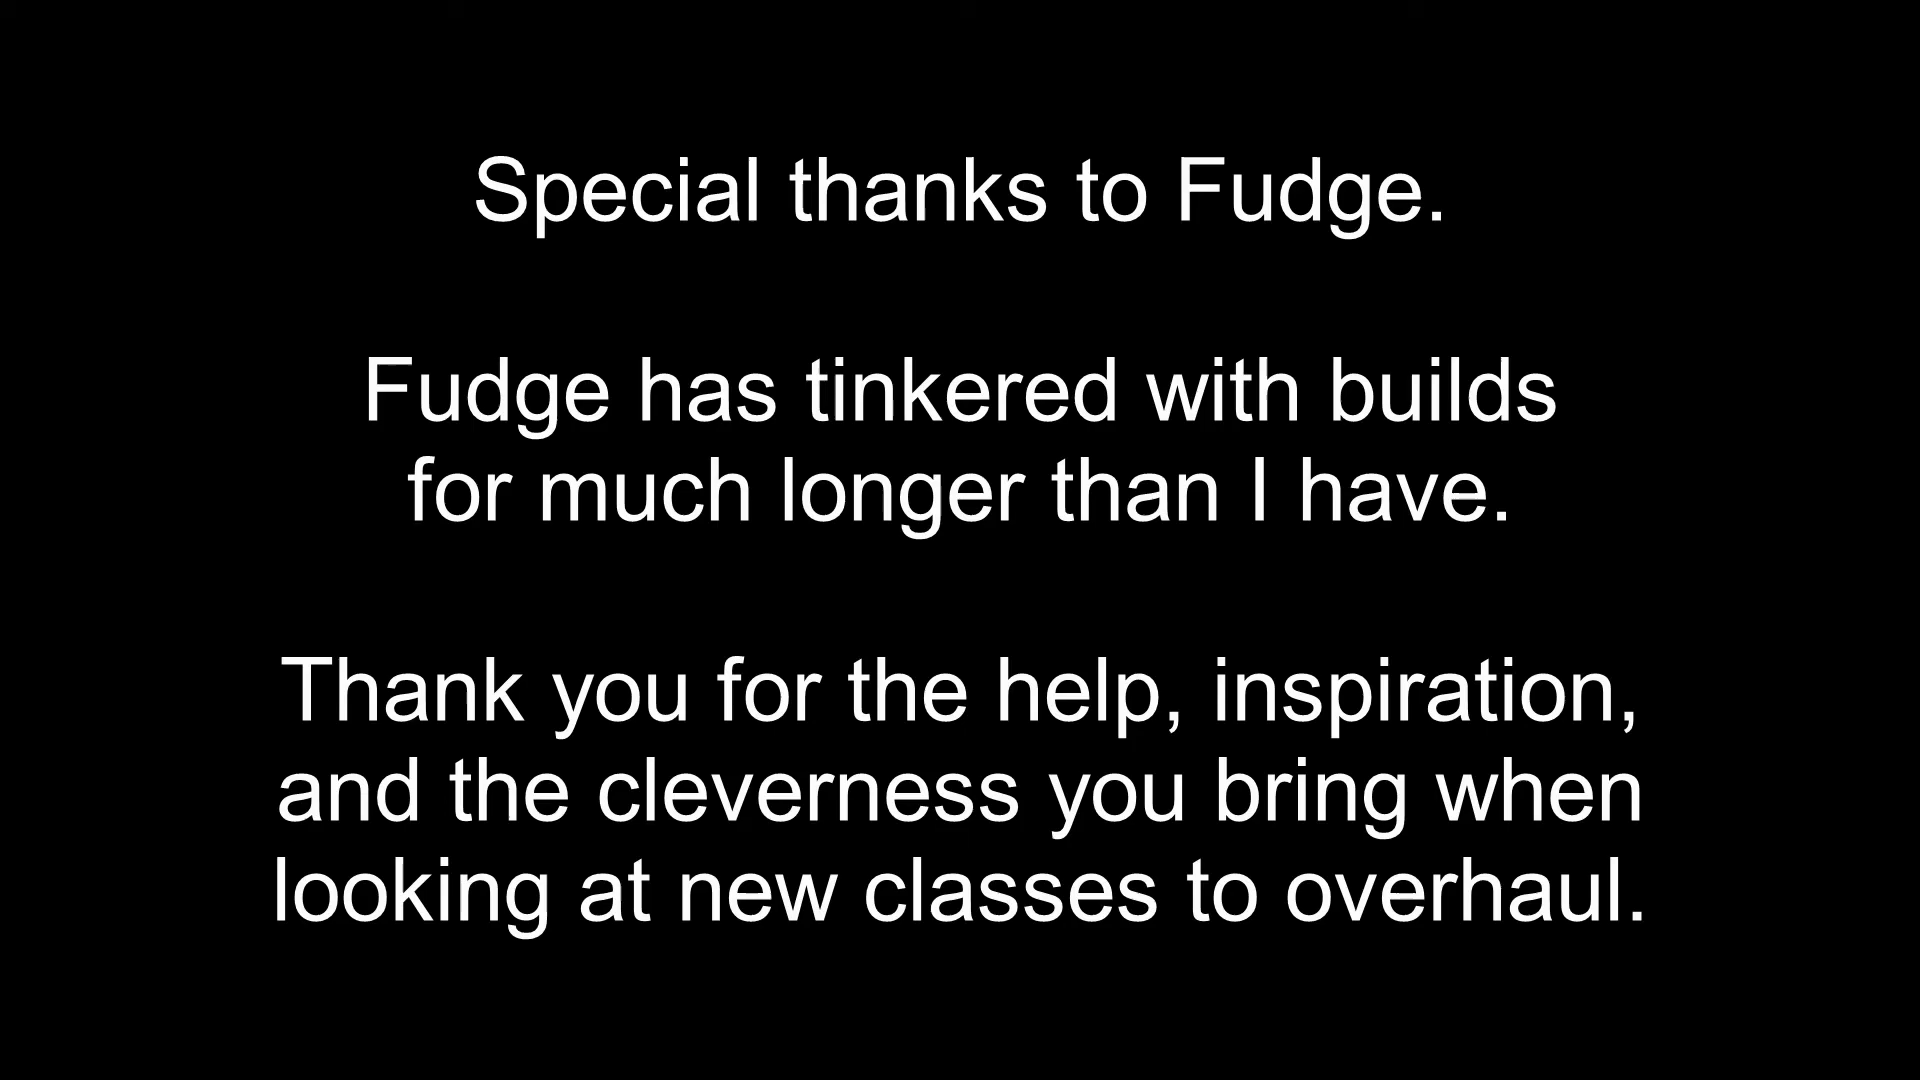 Special thanks to Fudge.
Fudge has tinkered with builds
for much longer than I have.
Thank you for the help, inspiration,
and the cleverness you bring when
looking at new classes to overhaul.